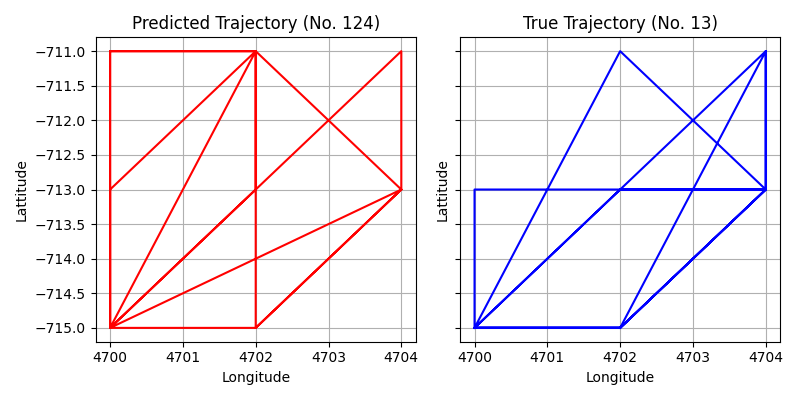 Predicted Trajectory (No. 124)
Lattitude
−711.0
−711.5
−712.0
−712.5
−713.0
−713.5
−714.0
−714.5
−715.0
4700 4701 4702 4703 4704
Longitude
True Trajectory (No. 13)
Lattitude
4700 4701 4702 4703 4704
Longitude